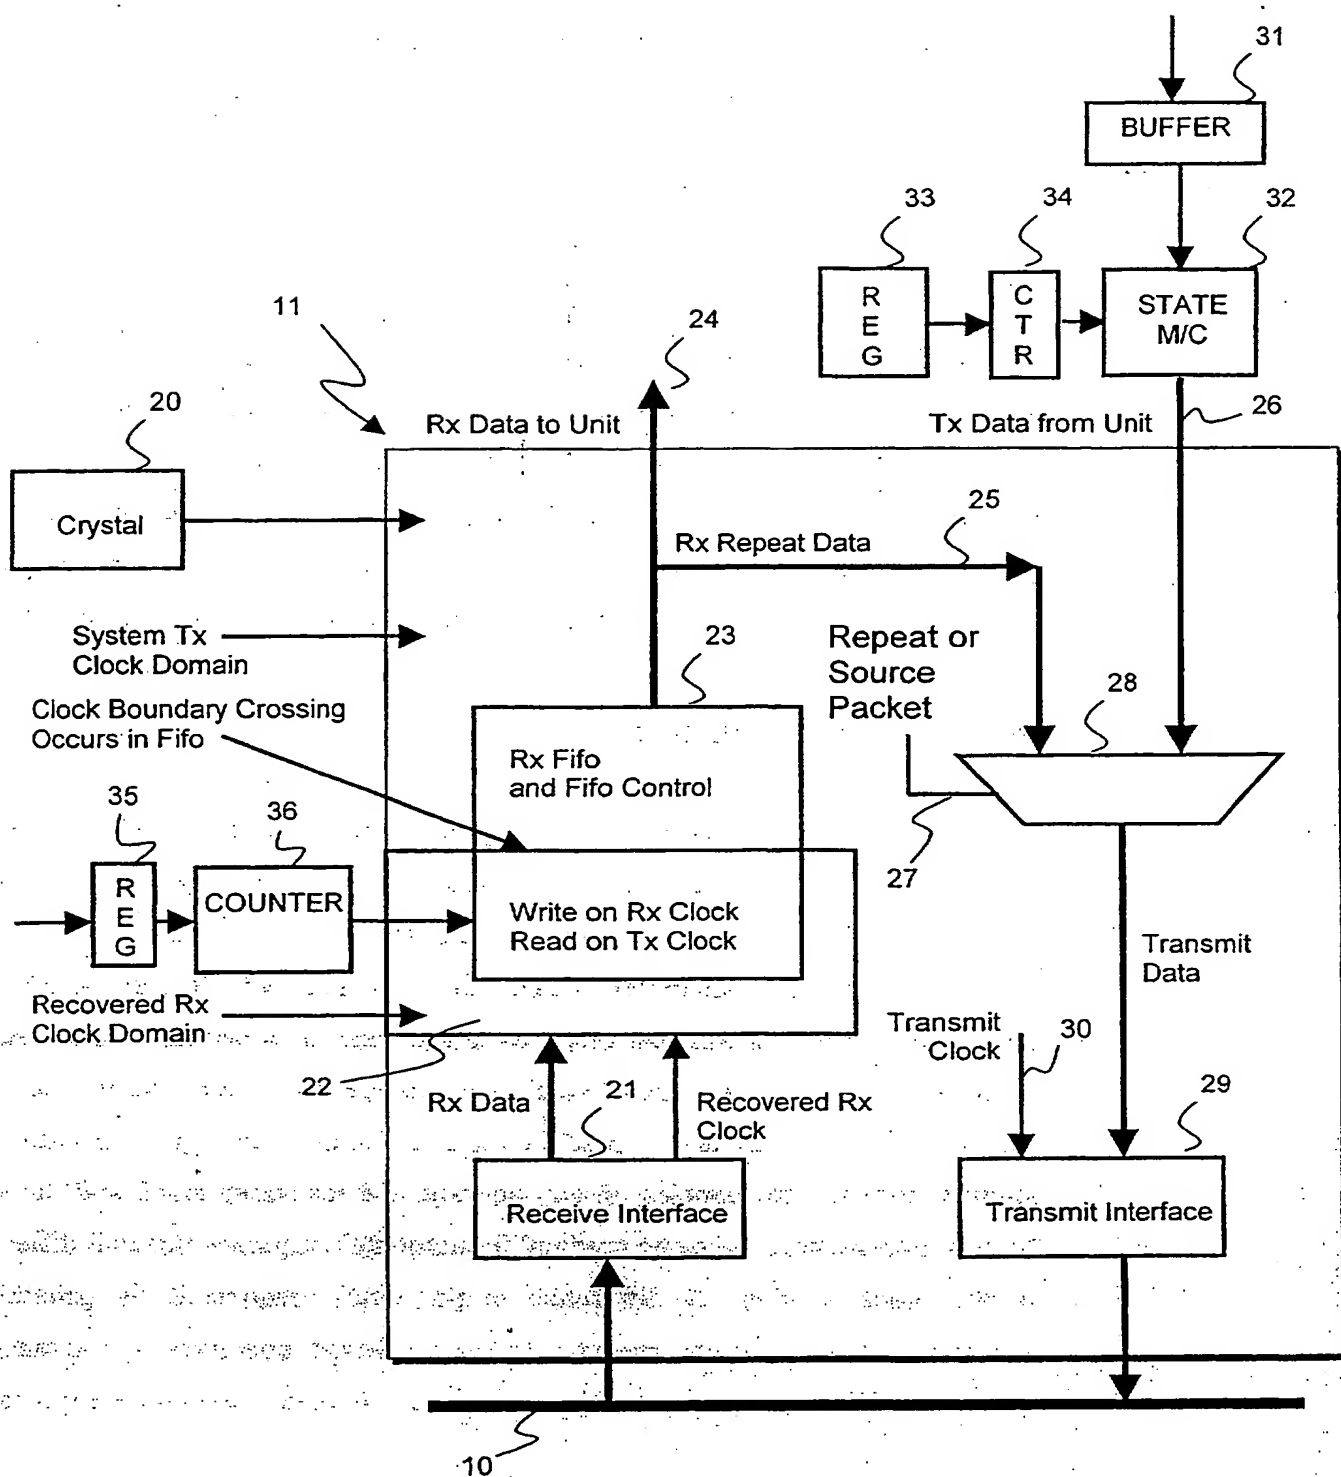 31
BUFFER
33
34
32
R
E
G
C
T
R
STATE
M/C
11
24
20
Rx Data to Unit
Tx Data from Unit
26
Crystal
25
Rx Repeat Data
System Tx
Clock Domain
23
Repeat or
Source
Packet
28
Clock Boundary Crossing
Occurs in Fifo
Rx Fifo
and Fifo Control
35
36
27
R
E
G
COUNTER
Write on Rx Clock
Read on Tx Clock
Transmit
Data
Recovered Rx
Clock Domain
Transmit
Clock
30
22
Rx Data
21
Recovered Rx
Clock
29
Receive Interface
Transmit Interface
10